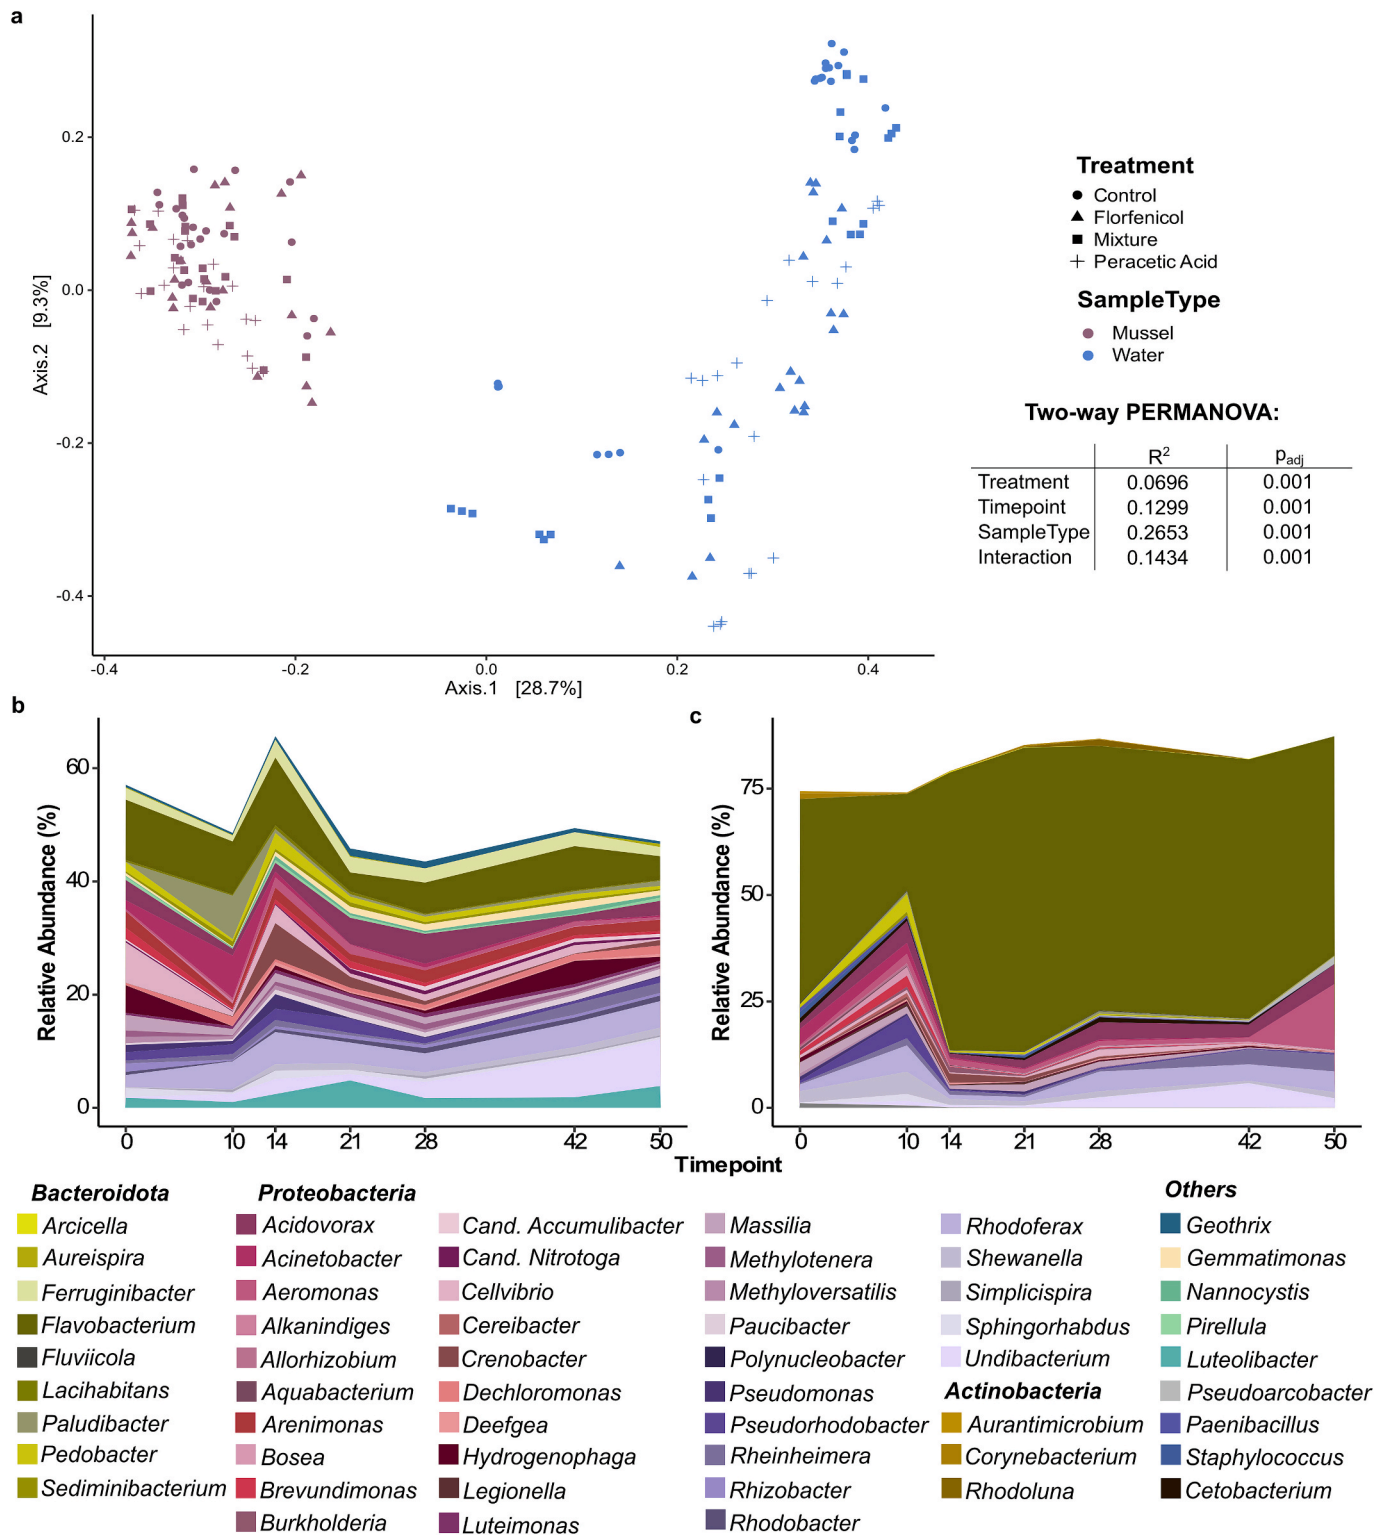 a
0.2
0.0
-0.2
-0.4
Axis.2 [9.3%]
-0.4
-0.2
0.0
0.2
0.4
Axis.1 [28.7%]
Treatment
Control
Florfenicol
Mixture
Peracetic Acid
SampleType
Mussel
Water
Two-way PERMANOVA:
R² p_adj
Treatment 0.0696 0.001
Timepoint 0.1299 0.001
SampleType 0.2653 0.001
Interaction 0.1434 0.001
b
60
40
20
0
Relative Abundance (%)
0 10 14 21 28 42 50
c
75
50
25
0
Relative Abundance (%)
0 10 14 21 28 42 50
Timepoint
Bacteroidota
Arcicella
Aureispira
Ferruginibacter
Flavobacterium
Fluviicola
Lacihabitans
Paludibacter
Pedobacter
Sediminibacterium
Proteobacteria
Acidovorax
Acinetobacter
Aeromonas
Alkanindiges
Allorhizobium
Aquabacterium
Arenimonas
Bosea
Brevundimonas
Burkholderia
Cand. Accumulibacter
Cand. Nitrotoga
Cellvibrio
Cereibacter
Crenobacter
Dechloromonas
Deefgea
Hydrogenophaga
Legionella
Luteimonas
Massilia
Methylotenera
Methyloversatilis
Paucibacter
Polynucleobacter
Pseudomonas
Pseudorhodobacter
Rheinheimera
Rhizobacter
Rhodobacter
Rhodoferax
Shewanella
Simplicispira
Sphingorhabdus
Undibacterium
Actinobacteria
Aurantimicrobium
Corynebacterium
Rhodoluna
Others
Geothrix
Gemmatimonas
Nannocystis
Pirellula
Luteolibacter
Pseudoarcobacter
Paenibacillus
Staphylococcus
Cetobacterium